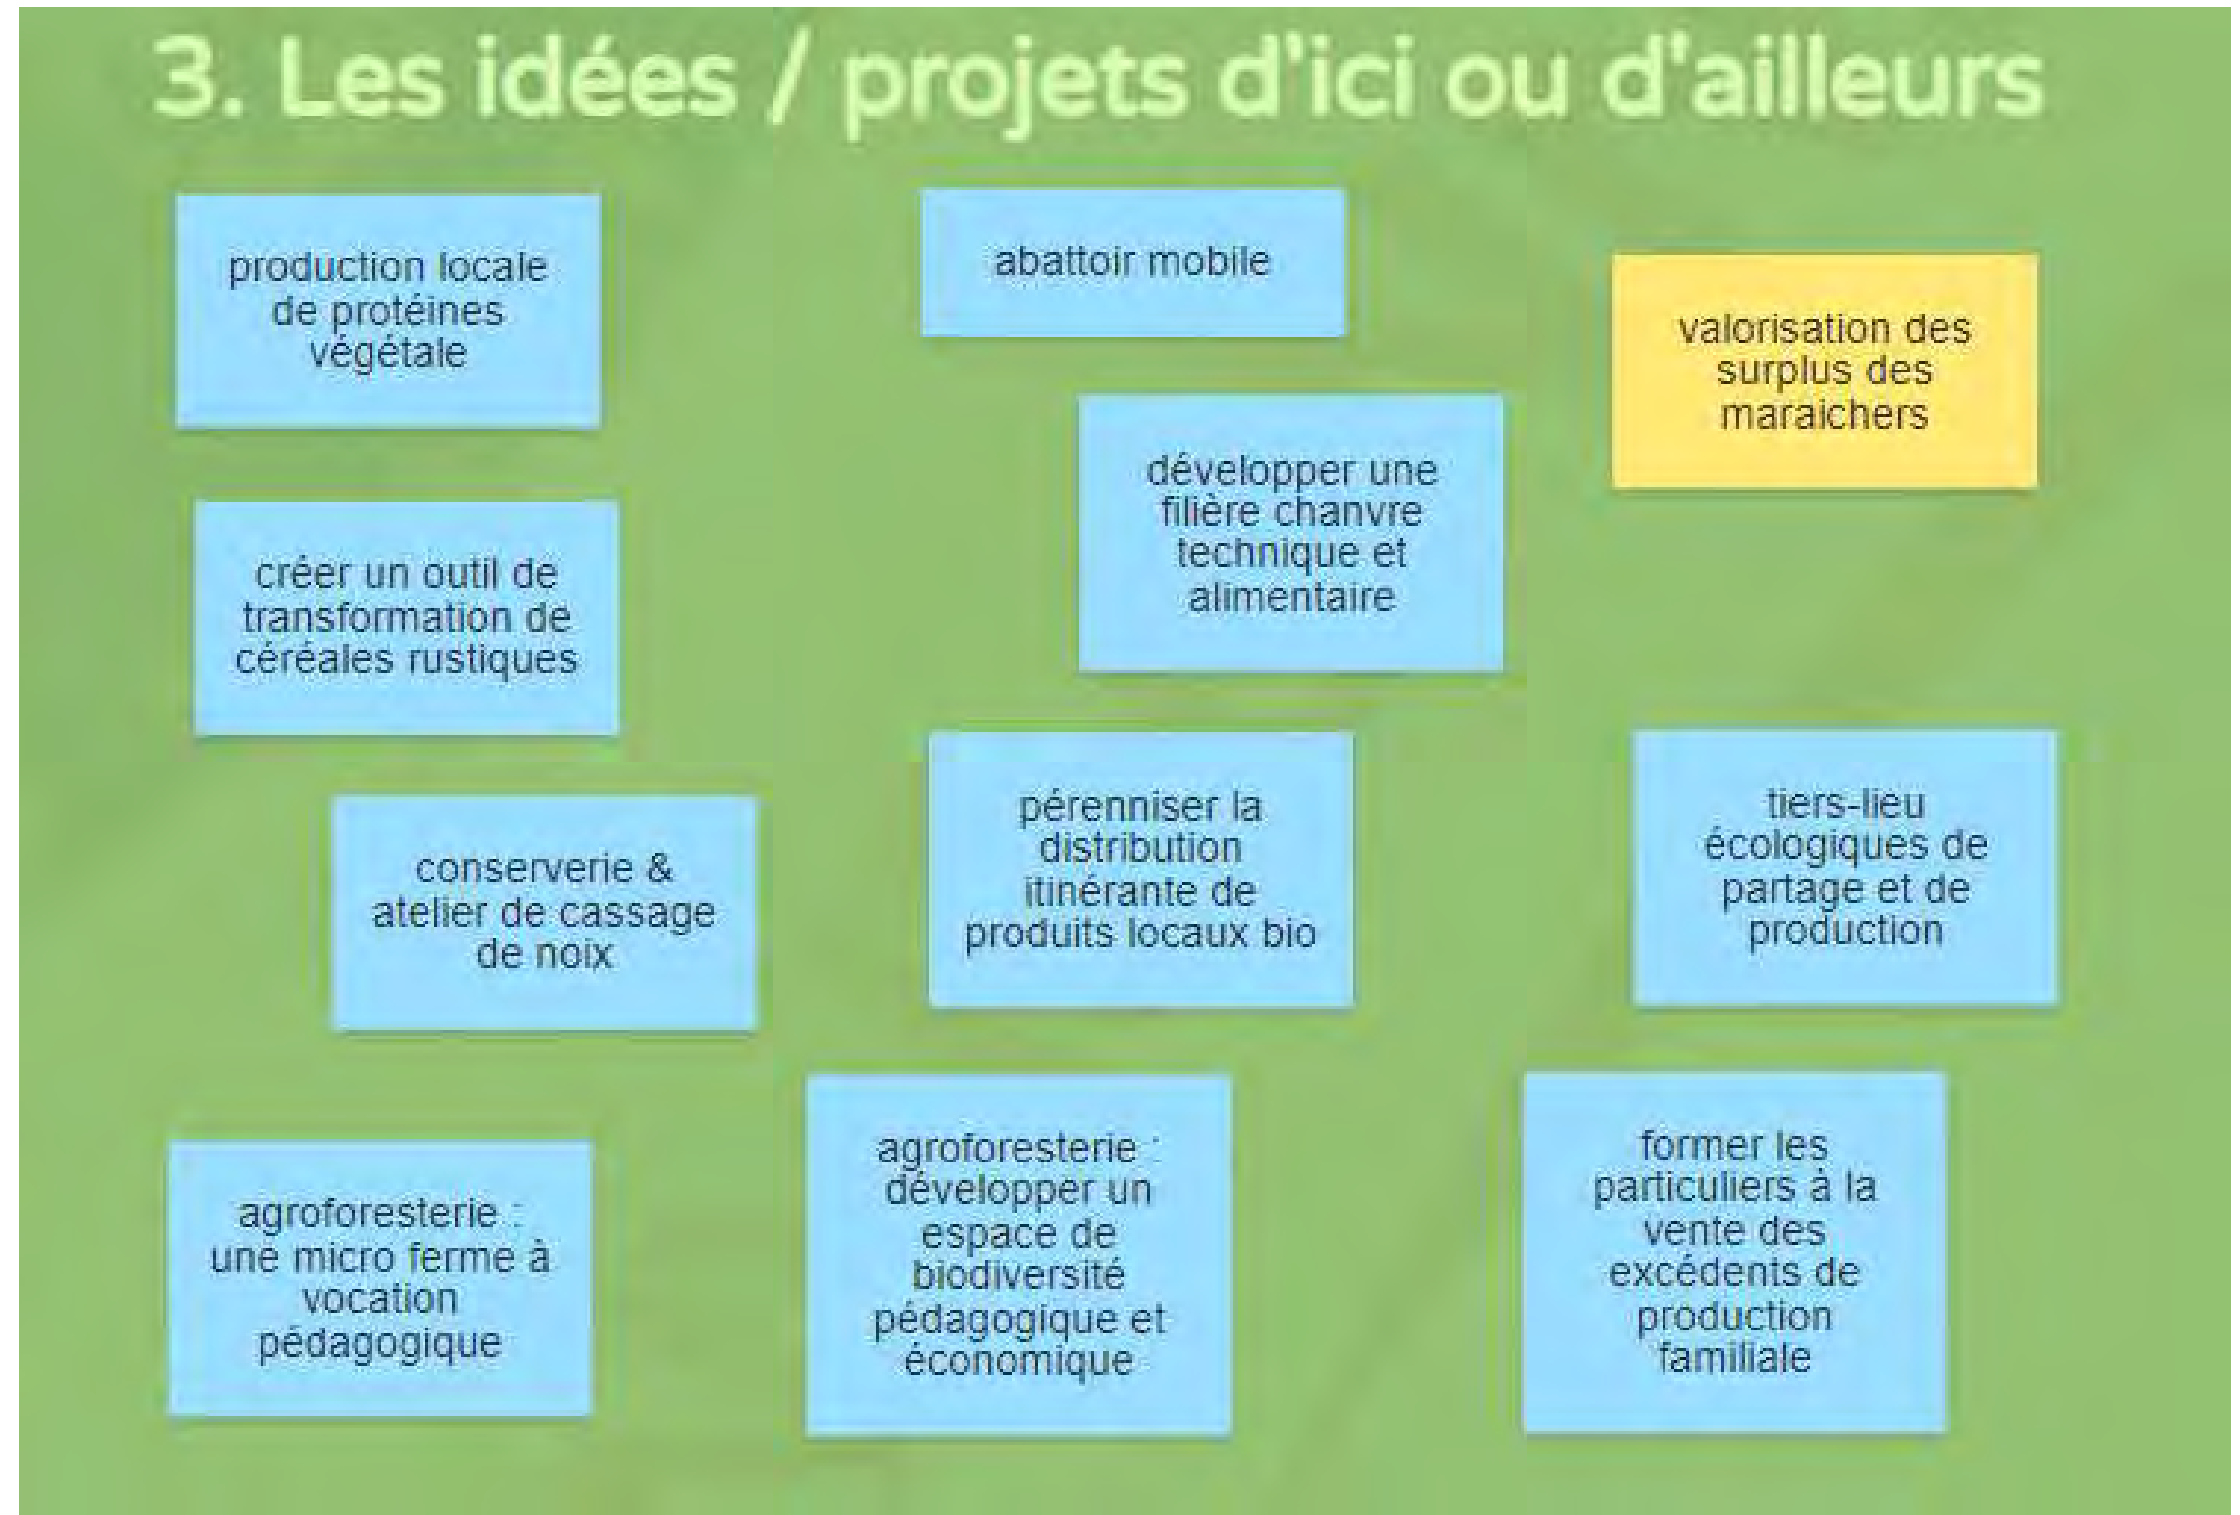 3. Les idées / projets d'ici ou d'ailleurs
production locale
de protéines
végétale
abattoir mobile
valorisation des
surplus des
maraichers
développer une
filière chanvre
technique et
alimentaire
créer un outil de
transformation de
céréales rustiques
conserverie &
atelier de cassage
de noix
pérenniser la
distribution
itinérante de
produits locaux bio
tiers-lieu
écologiques de
partage et de
production
agroforesterie :
une micro ferme à
vocation
pédagogique
agroforesterie :
développer un
espace de
biodiversité
pédagogique et
économique
former les
particuliers à la
vente des
excédents de
production
familiale